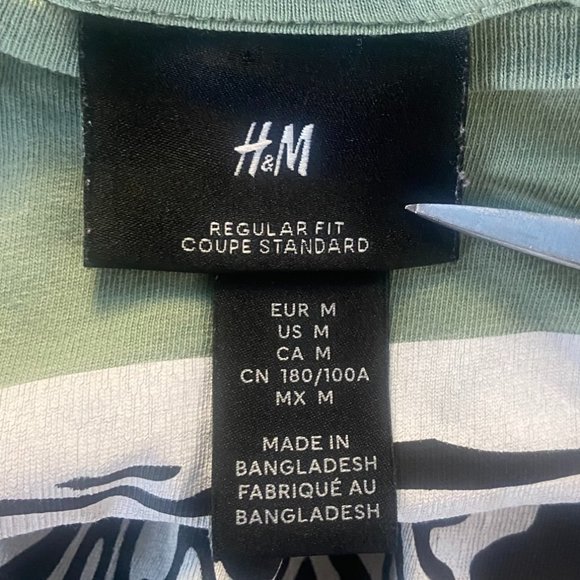 H&M
REGULAR FIT
COUPE STANDARD
EUR M
US M
CA M
CN 180/100A
MX M
MADE IN
BANGLADESH
FABRIQUÉ AU
BANGLADESH